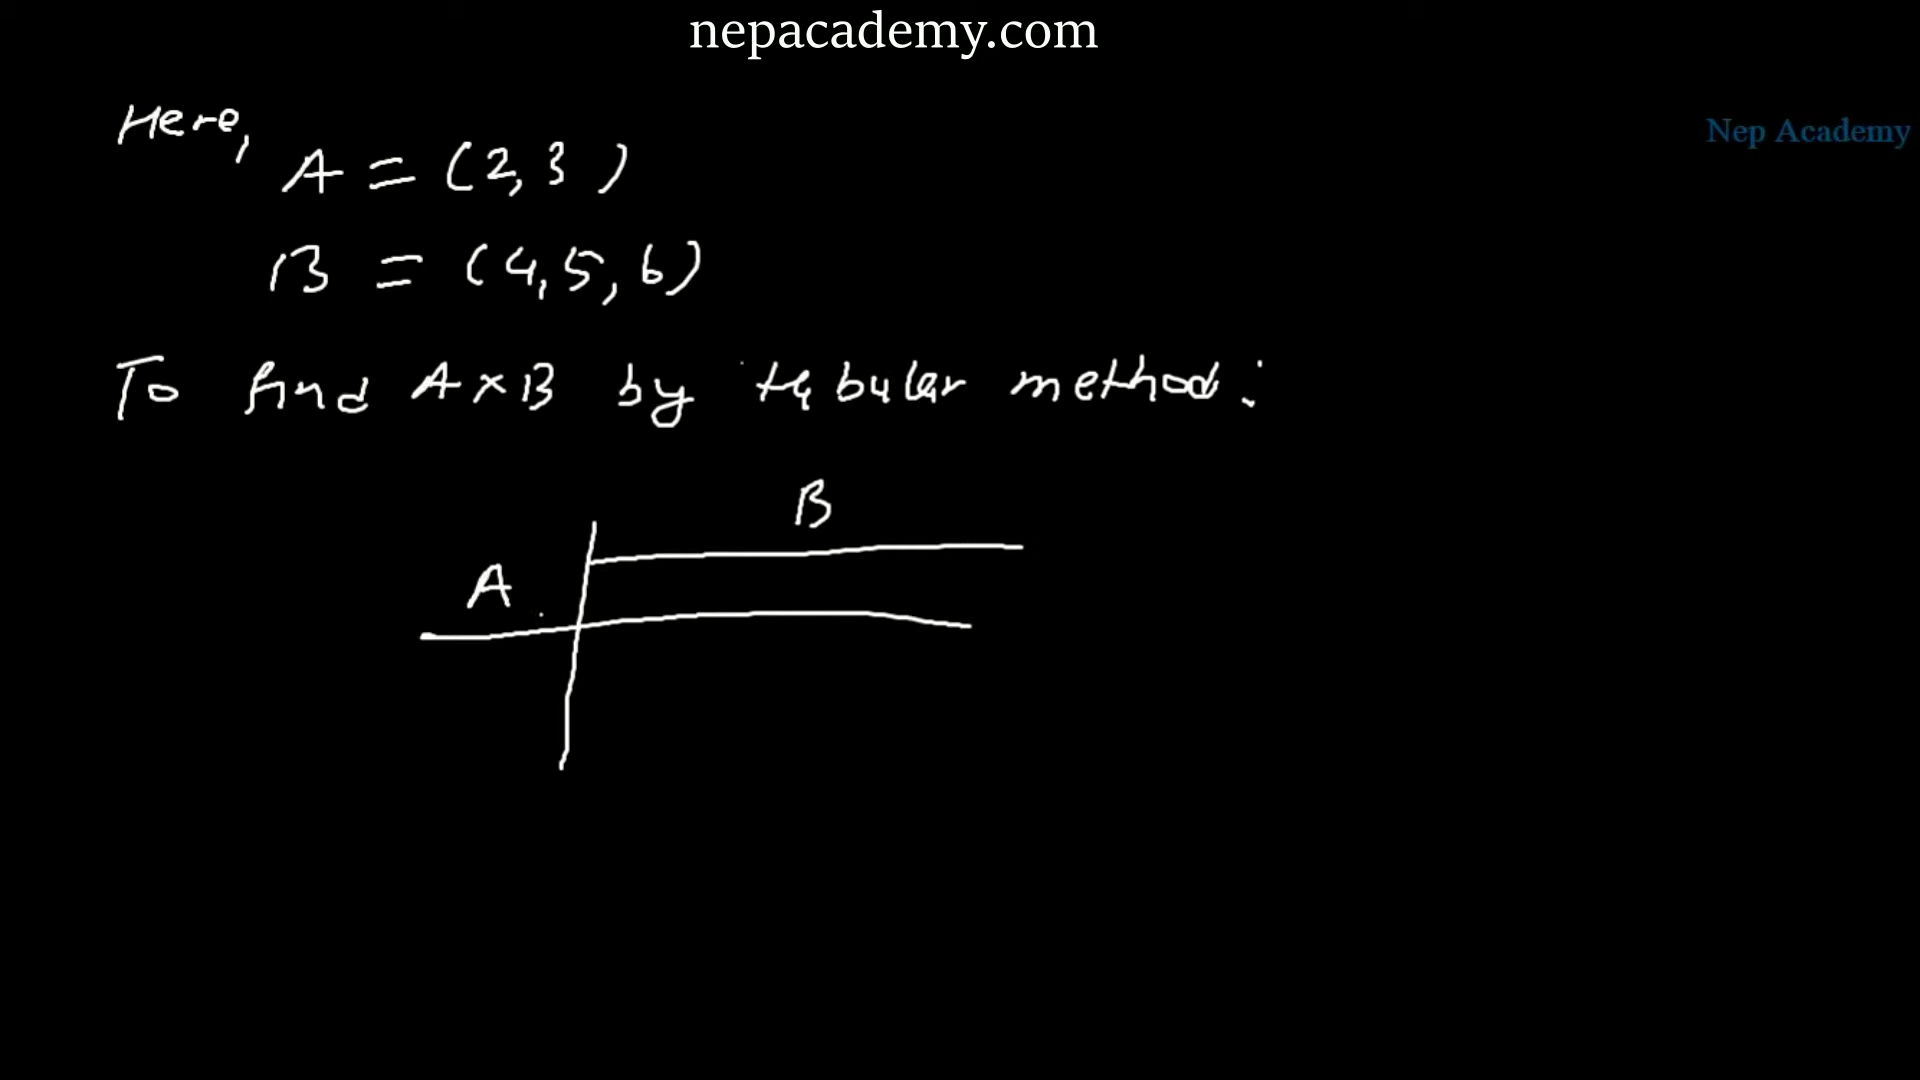 nepacademy.com
Nep Academy
Here,
A = (2, 3)
B = (4, 5, 6)
To find A × B by tabular method:
B
A